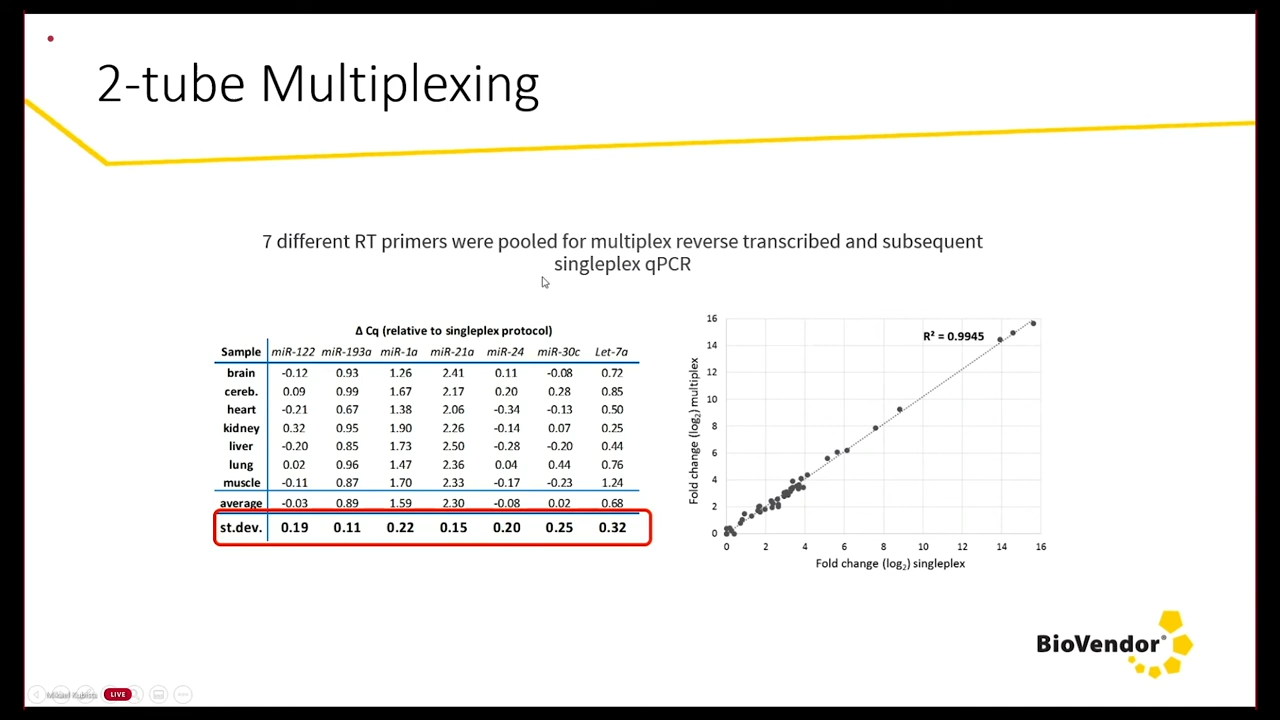 2-tube Multiplexing
7 different RT primers were pooled for multiplex reverse transcribed and subsequent
singleplex qPCR
Δ Cq (relative to singleplex protocol)
Sample miR-122 miR-193a miR-1a miR-21a miR-24 miR-30c Let-7a
brain -0.12 0.93 1.26 2.41 0.11 -0.08 0.72
cereb. 0.09 0.99 1.67 2.17 0.20 0.28 0.85
heart -0.21 0.67 1.38 2.06 -0.34 -0.13 0.50
kidney 0.32 0.95 1.90 2.26 -0.14 0.07 0.25
liver -0.20 0.85 1.73 2.50 -0.28 -0.20 0.44
lung 0.02 0.96 1.47 2.36 0.04 0.44 0.76
muscle -0.11 0.87 1.70 2.33 -0.17 -0.23 1.24
average -0.03 0.89 1.59 2.30 -0.08 0.02 0.68
st.dev. 0.19 0.11 0.22 0.15 0.20 0.25 0.32
R² = 0.9945
Fold change (log₂) multiplex
16
14
12
10
8
6
4
2
0
0 2 4 6 8 10 12 14 16
Fold change (log₂) singleplex
BioVendor®
LIVE